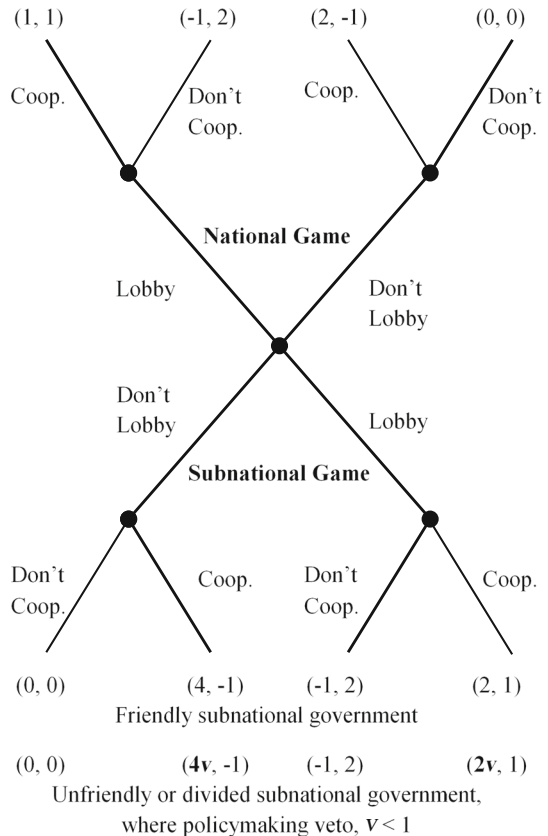 (1, 1) (-1, 2) (2, -1) (0, 0)
Coop. Don't Coop. Coop. Don't Coop.
National Game
Lobby Don't Lobby
Don't Lobby Lobby
Subnational Game
Don't Coop. Coop. Don't Coop. Coop.
(0, 0) (4, -1) (-1, 2) (2, 1)
Friendly subnational government
(0, 0) (4v, -1) (-1, 2) (2v, 1)
Unfriendly or divided subnational government,
where policymaking veto, v < 1